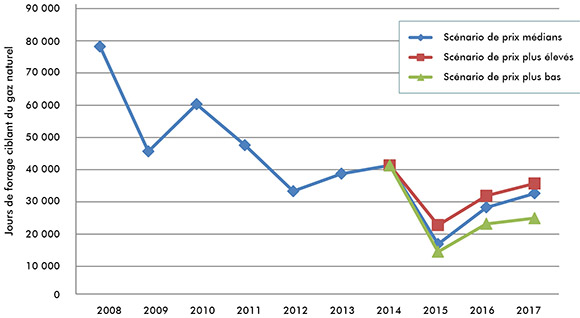 Jours de forage ciblant du gaz naturel
90 000
80 000
70 000
60 000
50 000
40 000
30 000
20 000
10 000
0
Scénario de prix médians
Scénario de prix plus élevés
Scénario de prix plus bas
2008 2009 2010 2011 2012 2013 2014 2015 2016 2017